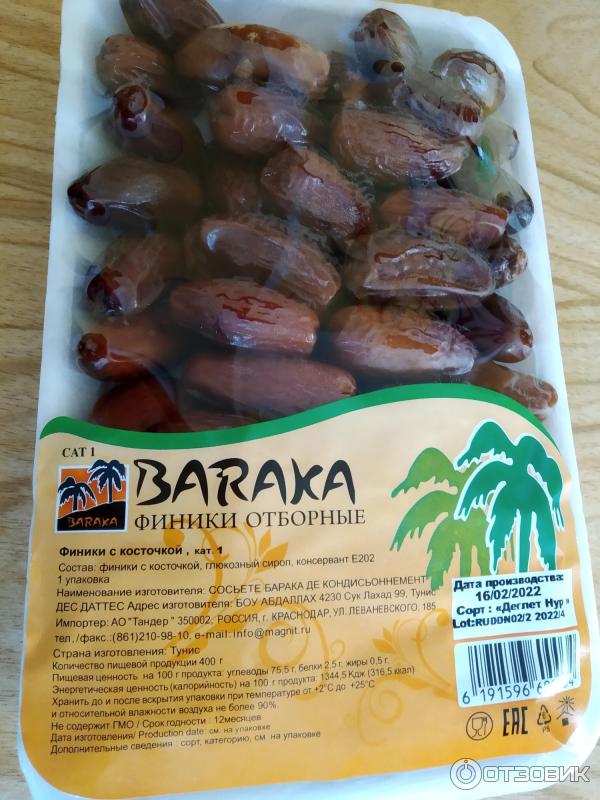 CAT 1
BARAKA
BARAKA
ФИНИКИ ОТБОРНЫЕ
Финики с косточкой , кат. 1
Состав: финики с косточкой, глюкозный сироп, консервант Е202
1 упаковка
Наименование изготовителя: СОСЬЕТЕ БАРАКА ДЕ КОНДИСЬОННЕМЕНТ
ДЕС ДАТТЕС Адрес изготовителя: БОУ АБДАЛЛАХ 4230 Сук Лахад 99, Тунис
Импортер: АО "Тандер " 350002, РОССИЯ, г. КРАСНОДАР, УЛ. ЛЕВАНЕВСКОГО, 185
тел, /факс.:(861)210-98-10, e-mail: info@magnit.ru
Страна изготовителя: Тунис
Количество пищевой продукции 400 г
Пищевая ценность на 100 г продукта: углеводы 75,5 г, белки 2,5 г, жиры 0,5 г.
Энергетическая ценность (калорийность) на 100 г продукта: 1344,5 Кдж (316,5 ккал)
Хранить до и после вскрытия упаковки при температуре от +2°С до +25°С
и относительной влажности воздуха не более 90%.
Не содержит ГМО / Срок годности : 12месяцев
Дата изготовления/ Production date: см. на упаковке
Дополнительные сведения : сорт, категорию, см на упаковке
Дата производства:
16/02/2022
Сорт : «Деглет Нур »
Lot:RUDDN02/2 2022/4
6 191596
EAC
PS
ОТЗОВИК